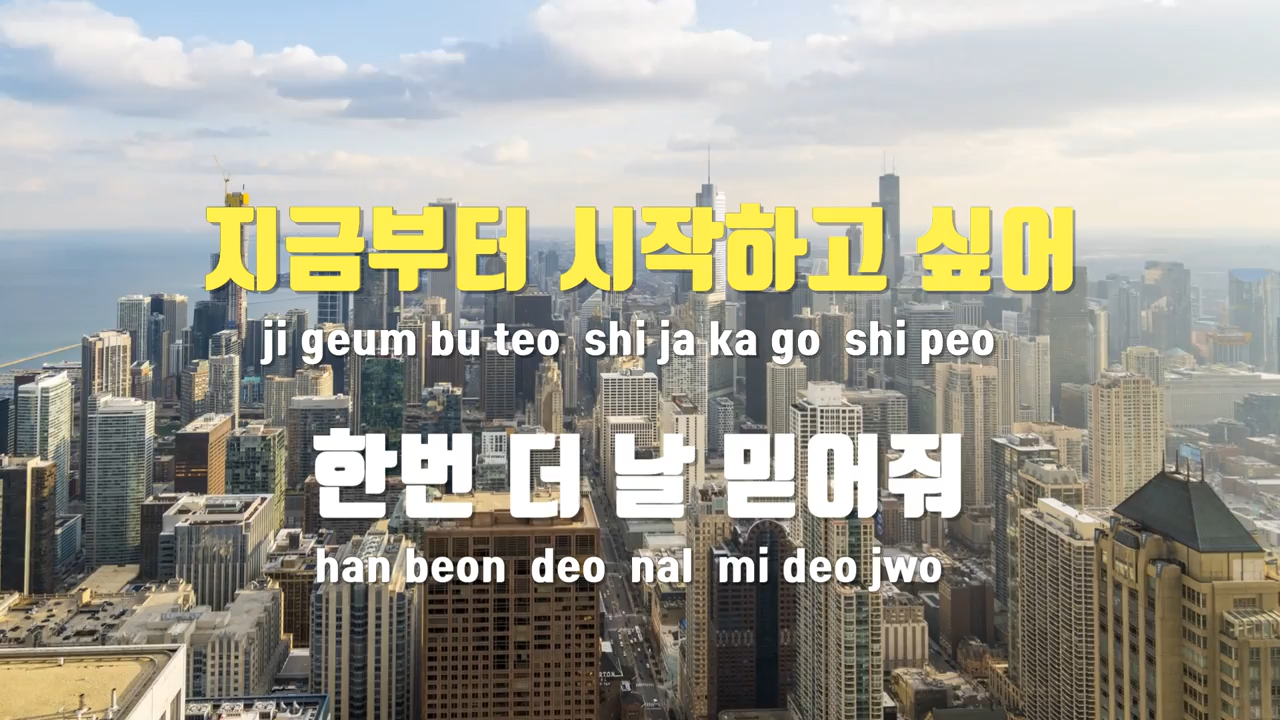 지금부터 시작하고 싶어
ji geum bu teo shi ja ka go shi peo
한번 더 날 믿어줘
han beon deo nal mi deo jwo